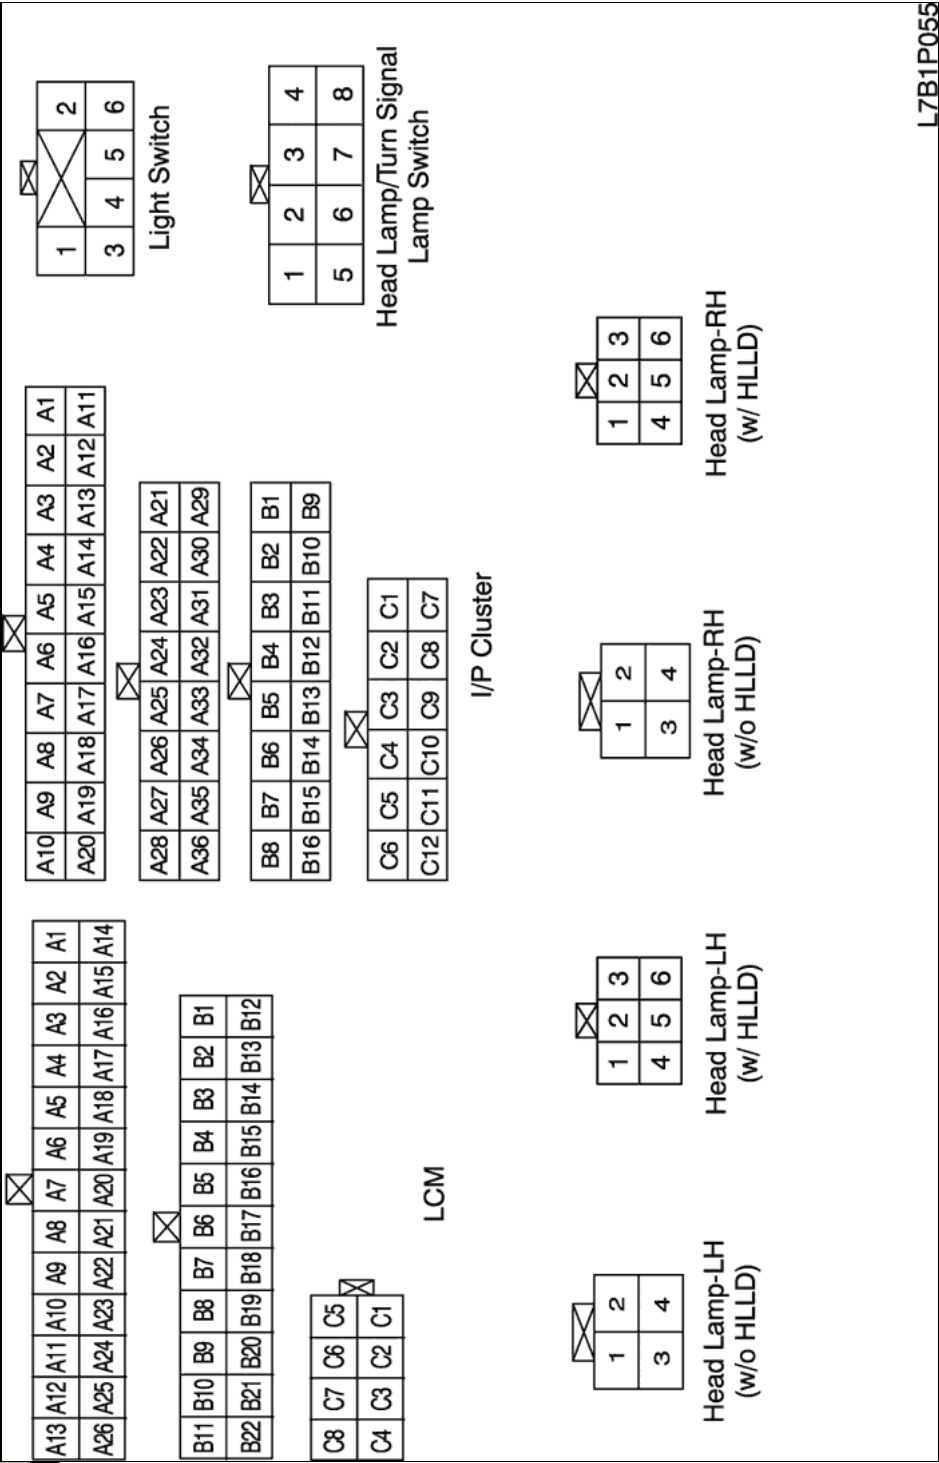 A13 A12 A11 A10 A9 A8 A7 A6 A5 A4 A3 A2 A1
A26 A25 A24 A23 A22 A21 A20 A19 A18 A17 A16 A15 A14
B11 B10 B9 B8 B7 B6 B5 B4 B3 B2 B1
B22 B21 B20 B19 B18 B17 B16 B15 B14 B13 B12
C8 C7 C6 C5
C4 C3 C2 C1
LCM
A10 A9 A8 A7 A6 A5 A4 A3 A2 A1
A20 A19 A18 A17 A16 A15 A14 A13 A12 A11
A28 A27 A26 A25 A24 A23 A22 A21
A36 A35 A34 A33 A32 A31 A30 A29
B8 B7 B6 B5 B4 B3 B2 B1
B16 B15 B14 B13 B12 B11 B10 B9
C6 C5 C4 C3 C2 C1
C12 C11 C10 C9 C8 C7
I/P Cluster
1 2
3 4 5 6
Light Switch
1 2 3 4
5 6 7 8
Head Lamp/Turn Signal
Lamp Switch
1 2
3 4
Head Lamp-LH
(w/o HLLD)
1 2 3
4 5 6
Head Lamp-LH
(w/ HLLD)
1 2
3 4
Head Lamp-RH
(w/o HLLD)
1 2 3
4 5 6
Head Lamp-RH
(w/ HLLD)
L7B1P055